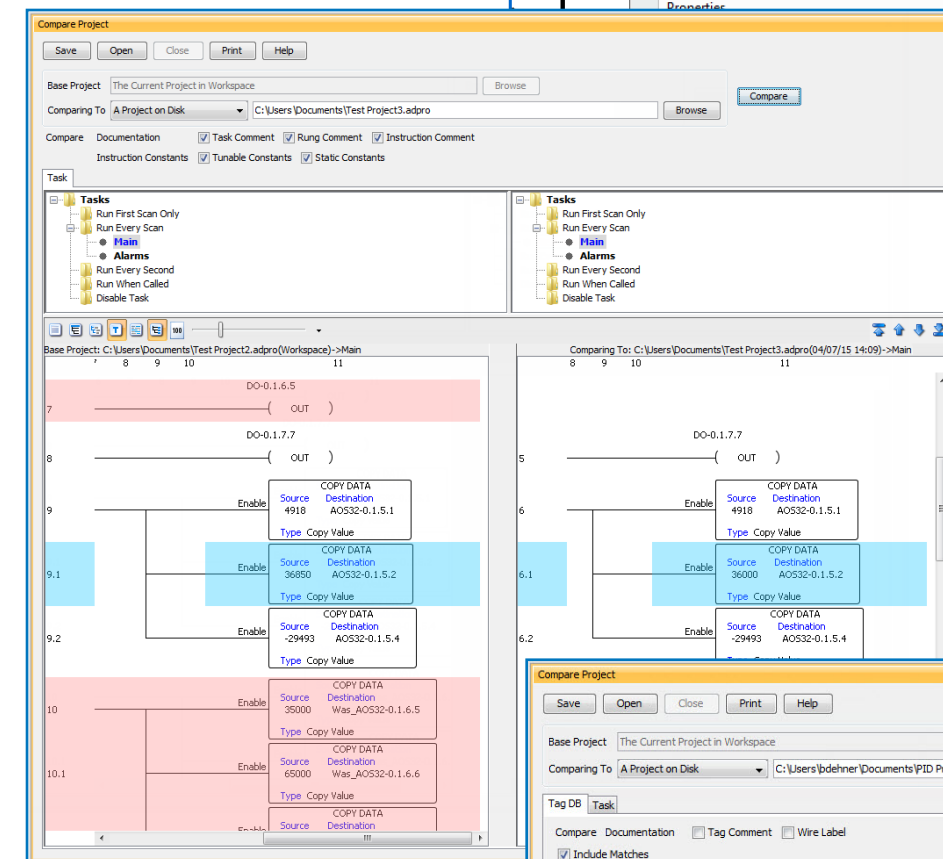 Properties
Compare Project
Save Open Close Print Help
Base Project The Current Project in Workspace Browse
Compare
Comparing To A Project on Disk C:\Users\Documents\Test Project3.adpro Browse
Compare Documentation Task Comment Rung Comment Instruction Comment
Instruction Constants Tunable Constants Static Constants
Task
Tasks
Run First Scan Only
Run Every Scan
Main
Alarms
Run Every Second
Run When Called
Disable Task
Tasks
Run First Scan Only
Run Every Scan
Main
Alarms
Run Every Second
Run When Called
Disable Task
T 100
Base Project: C:\Users\Documents\Test Project2.adpro(Workspace)->Main
8 9 10 11
DO-0.1.6.5
7 ( OUT )
DO-0.1.7.7
8 ( OUT )
COPY DATA
Enable Source Destination
9 4918 AOS32-0.1.5.1
Type Copy Value
COPY DATA
Enable Source Destination
9.1 36850 AOS32-0.1.5.2
Type Copy Value
COPY DATA
Enable Source Destination
9.2 -29493 AOS32-0.1.5.4
Type Copy Value
COPY DATA
Enable Source Destination
10 35000 Was_AOS32-0.1.6.5
Type Copy Value
COPY DATA
Enable Source Destination
10.1 65000 Was_AOS32-0.1.6.6
Type Copy Value
COPY DATA
Enable Source Destination
Comparing To: C:\Users\Documents\Test Project3.adpro(04/07/15 14:09)->Main
8 9 10 11
DO-0.1.7.7
5 ( OUT )
COPY DATA
Enable Source Destination
6 4918 AOS32-0.1.5.1
Type Copy Value
COPY DATA
Enable Source Destination
6.1 36000 AOS32-0.1.5.2
Type Copy Value
COPY DATA
Enable Source Destination
6.2 -29493 AOS32-0.1.5.4
Compare Project
Save Open Close Print Help
Base Project The Current Project in Workspace
Comparing To A Project on Disk C:\Users\bdehner\Documents\PID Pr
Tag DB Task
Compare Documentation Tag Comment Wire Label
Include Matches